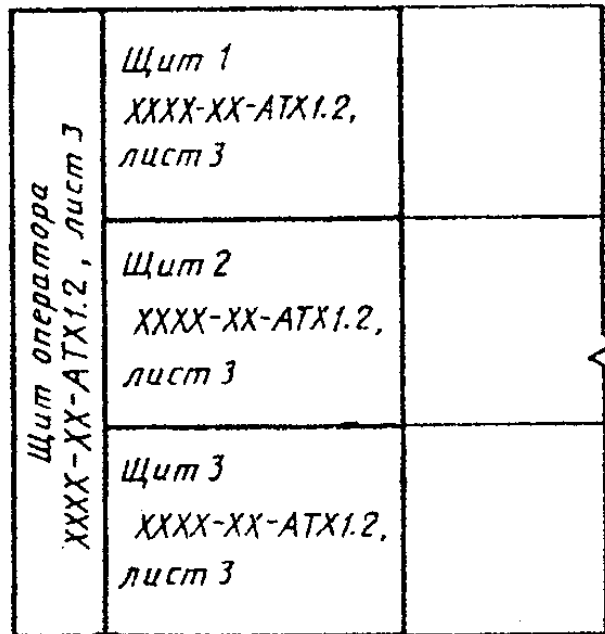 Щит оператора
XXXX-XX-ATX1.2, лист 3
Щит 1
XXXX-XX-ATX1.2,
лист 3
Щит 2
XXXX-XX-ATX1.2,
лист 3
Щит 3
XXXX-XX-ATX1.2,
лист 3